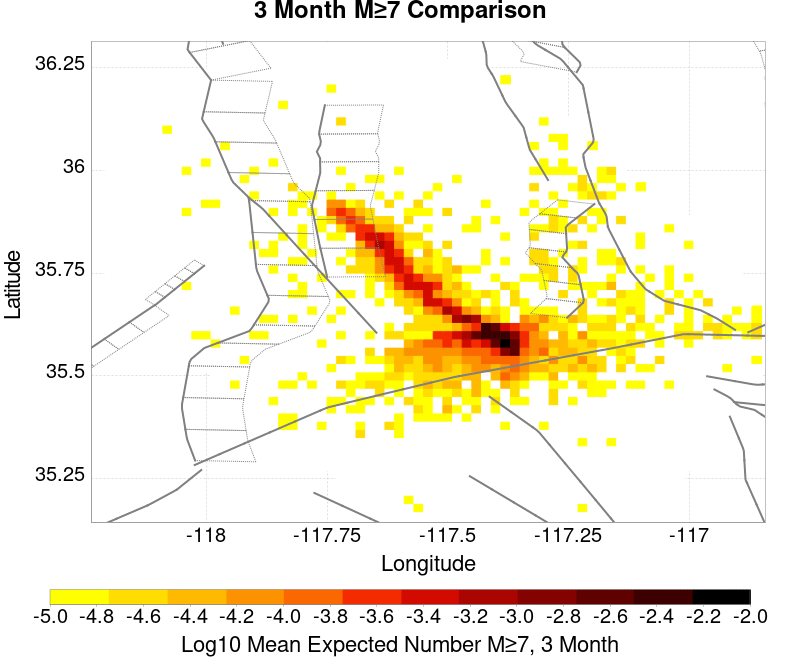 3 Month M≥7 Comparison
36.25
36
35.75
35.5
35.25
Latitude
-118
-117.75
-117.5
-117.25
-117
Longitude
-5.0 -4.8 -4.6 -4.4 -4.2 -4.0 -3.8 -3.6 -3.4 -3.2 -3.0 -2.8 -2.6 -2.4 -2.2 -2.0
Log10 Mean Expected Number M≥7, 3 Month